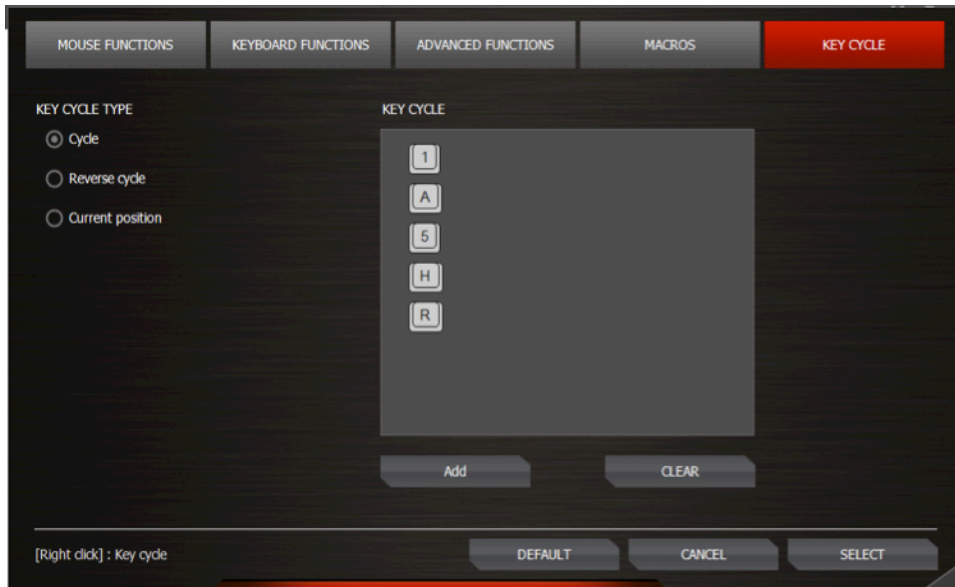 MOUSE FUNCTIONS KEYBOARD FUNCTIONS ADVANCED FUNCTIONS MACROS KEY CYCLE
KEY CYCLE TYPE
Cycle
Reverse cycle
Current position
KEY CYCLE
1
A
5
H
R
Add CLEAR
[Right click] : Key cycle DEFAULT CANCEL SELECT